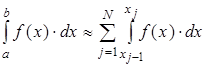 ∫_a^b f(x)·dx ≈ ∑_{j=1}^N ∫_{x_{j−1}}^{x_j} f(x)·dx